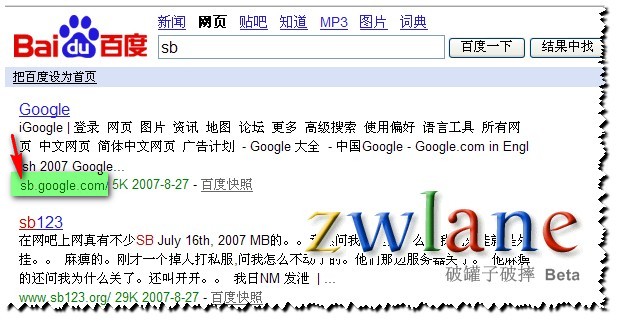 新闻 网页 贴吧 知道 MP3 图片 词典
Bai du 百度
sb
百度一下
结果中找
把百度设为首页
Google
iGoogle | 登录 网页 图片 资讯 地图 论坛 更多 高级搜索 使用偏好 语言工具 所有网
页 中文网页 简体中文网页 广告计划 - Google 大全 - 中国Google - Google.com in Engl
ish 2007 Google...
sb.google.com/ 5K 2007-8-27 - 百度快照
sb123
在网吧上网真有不少SB July 16th, 2007 MB的。。
挂。。 麻痹的。刚才一个掉人打私服,问我怎么不动了的。他们那边服务器关了。 他麻痹
的还问我为什么关了。还叫开开。。 我日NM 发泄 | ...
www.sb123.org/ 29K 2007-8-27 - 百度快照
zwlane
破罐子破摔 Beta